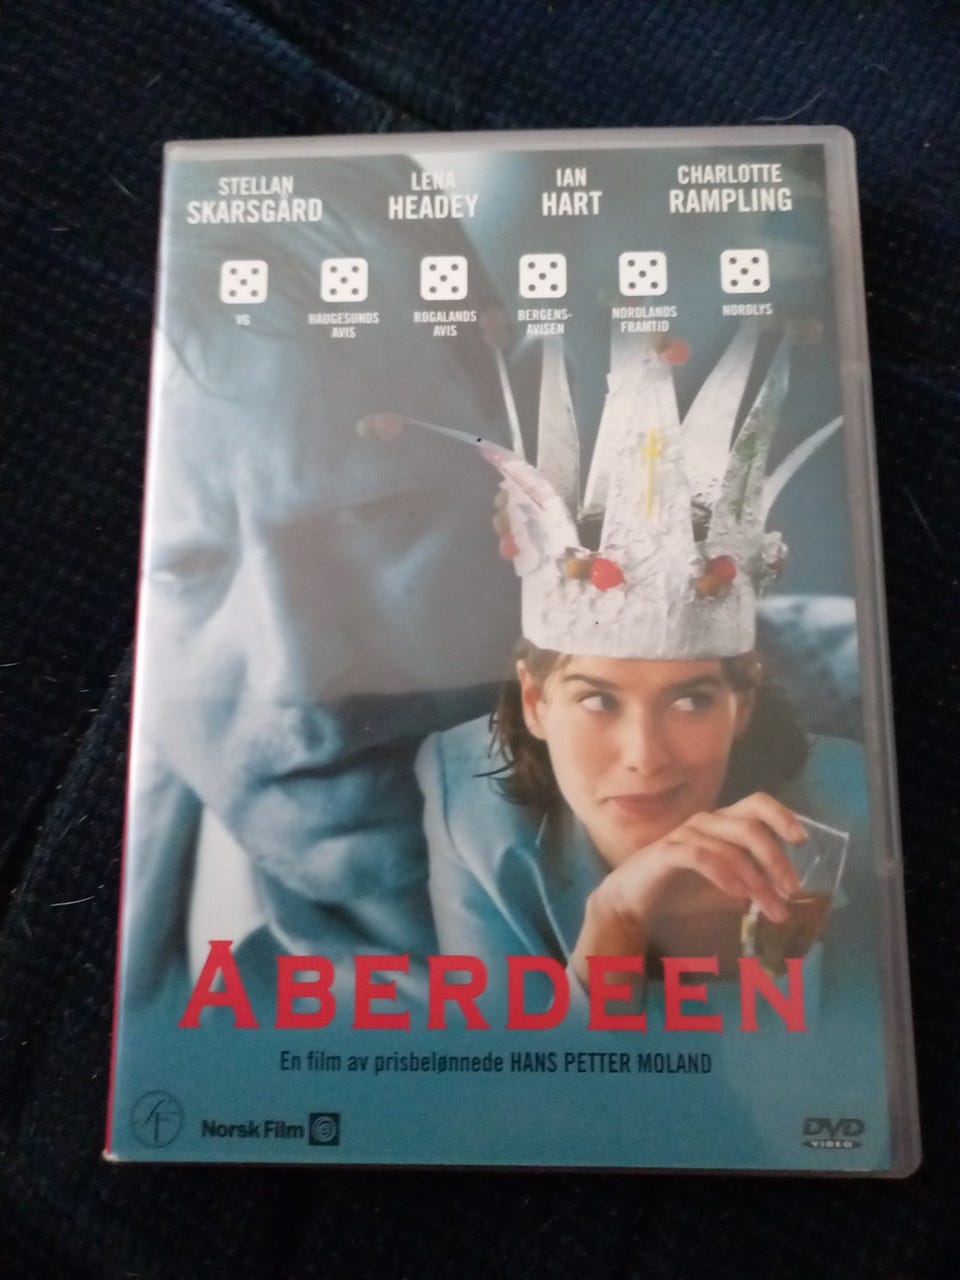 STELLAN
SKARSGÅRD
LENA
HEADEY
IAN
HART
CHARLOTTE
RAMPLING
VG
HAUGESUNDS
AVIS
ROGALANDS
AVIS
BERGENS-
AVISEN
NORDLANDS
FRAMTID
NORDLYS
ABERDEEN
En film av prisbelønnede HANS PETTER MOLAND
SF
Norsk Film
DVD
VIDEO